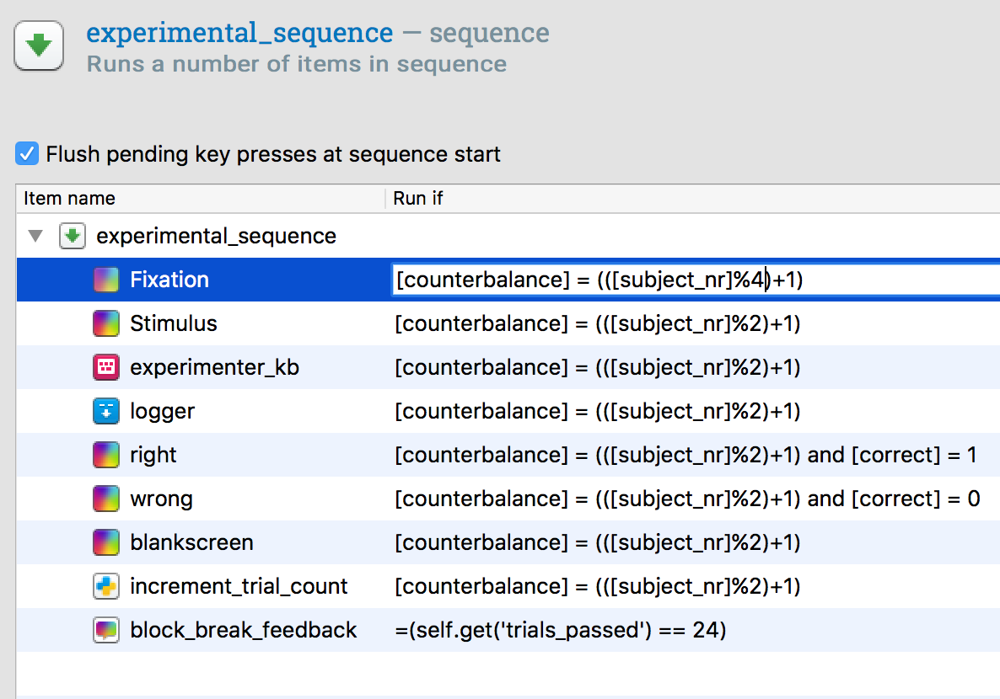 experimental_sequence — sequence
Runs a number of items in sequence
Flush pending key presses at sequence start
Item name Run if
experimental_sequence
Fixation [counterbalance] = (([subject_nr]%4)+1)
Stimulus [counterbalance] = (([subject_nr]%2)+1)
experimenter_kb [counterbalance] = (([subject_nr]%2)+1)
logger [counterbalance] = (([subject_nr]%2)+1)
right [counterbalance] = (([subject_nr]%2)+1) and [correct] = 1
wrong [counterbalance] = (([subject_nr]%2)+1) and [correct] = 0
blankscreen [counterbalance] = (([subject_nr]%2)+1)
increment_trial_count [counterbalance] = (([subject_nr]%2)+1)
block_break_feedback =(self.get('trials_passed') == 24)